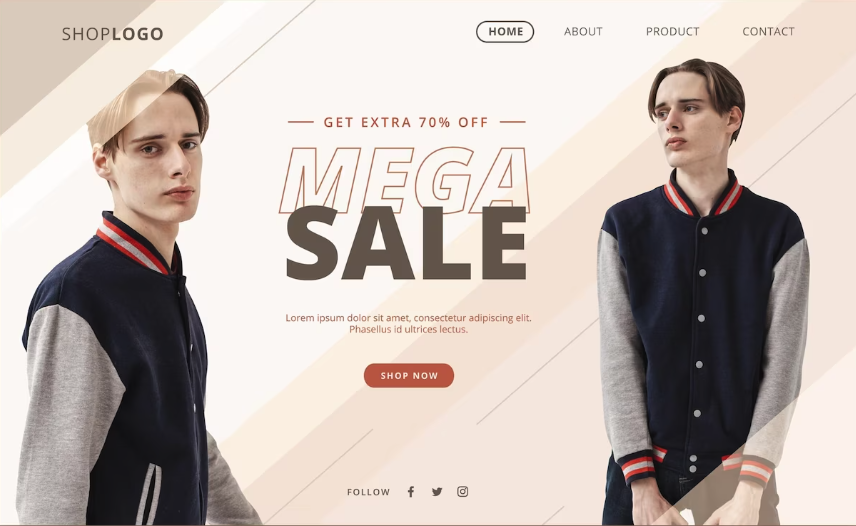 SHOPLOGO
HOME ABOUT PRODUCT CONTACT
GET EXTRA 70% OFF
MEGA
SALE
Lorem ipsum dolor sit amet, consectetur adipiscing elit.
Phasellus id ultrices lectus.
SHOP NOW
FOLLOW